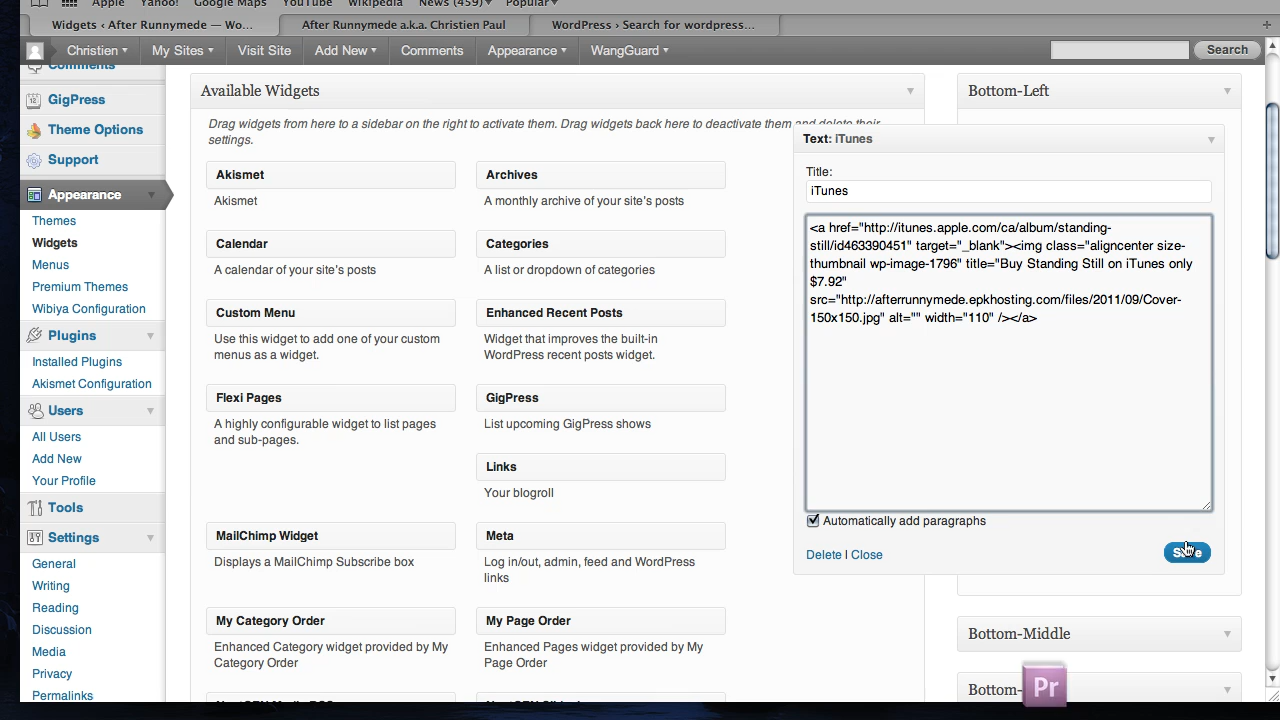 Apple Yahoo! Google Maps YouTube Wikipedia News (459)▾ Popular▾
Widgets ‹ After Runnymede — Wo...
After Runnymede a.k.a. Christien Paul
WordPress › Search for wordpress...
Christien
My Sites
Visit Site
Add New
Comments
Appearance
WangGuard
Search
Comments
GigPress
Theme Options
Support
Appearance
Themes
Widgets
Menus
Premium Themes
Wibiya Configuration
Plugins
Installed Plugins
Akismet Configuration
Users
All Users
Add New
Your Profile
Tools
Settings
General
Writing
Reading
Discussion
Media
Privacy
Permalinks
Available Widgets
Drag widgets from here to a sidebar on the right to activate them. Drag widgets back here to deactivate them and delete their
settings.
Akismet
Akismet
Archives
A monthly archive of your site's posts
Calendar
A calendar of your site's posts
Categories
A list or dropdown of categories
Custom Menu
Use this widget to add one of your custom
menus as a widget.
Enhanced Recent Posts
Widget that improves the built-in
WordPress recent posts widget.
Flexi Pages
A highly configurable widget to list pages
and sub-pages.
GigPress
List upcoming GigPress shows
Links
Your blogroll
MailChimp Widget
Displays a MailChimp Subscribe box
Meta
Log in/out, admin, feed and WordPress
links
My Category Order
Enhanced Category widget provided by My
Category Order
My Page Order
Enhanced Pages widget provided by My
Page Order
Bottom-Left
Text: iTunes
Title:
iTunes
<a href="http://itunes.apple.com/ca/album/standing-
still/id463390451" target="_blank"><img class="aligncenter size-
thumbnail wp-image-1796" title="Buy Standing Still on iTunes only
$7.92"
src="http://afterrunnymede.epkhosting.com/files/2011/09/Cover-
150x150.jpg" alt="" width="110" /></a>
Automatically add paragraphs
Delete | Close
Save
Bottom-Middle
Bottom-
Pr